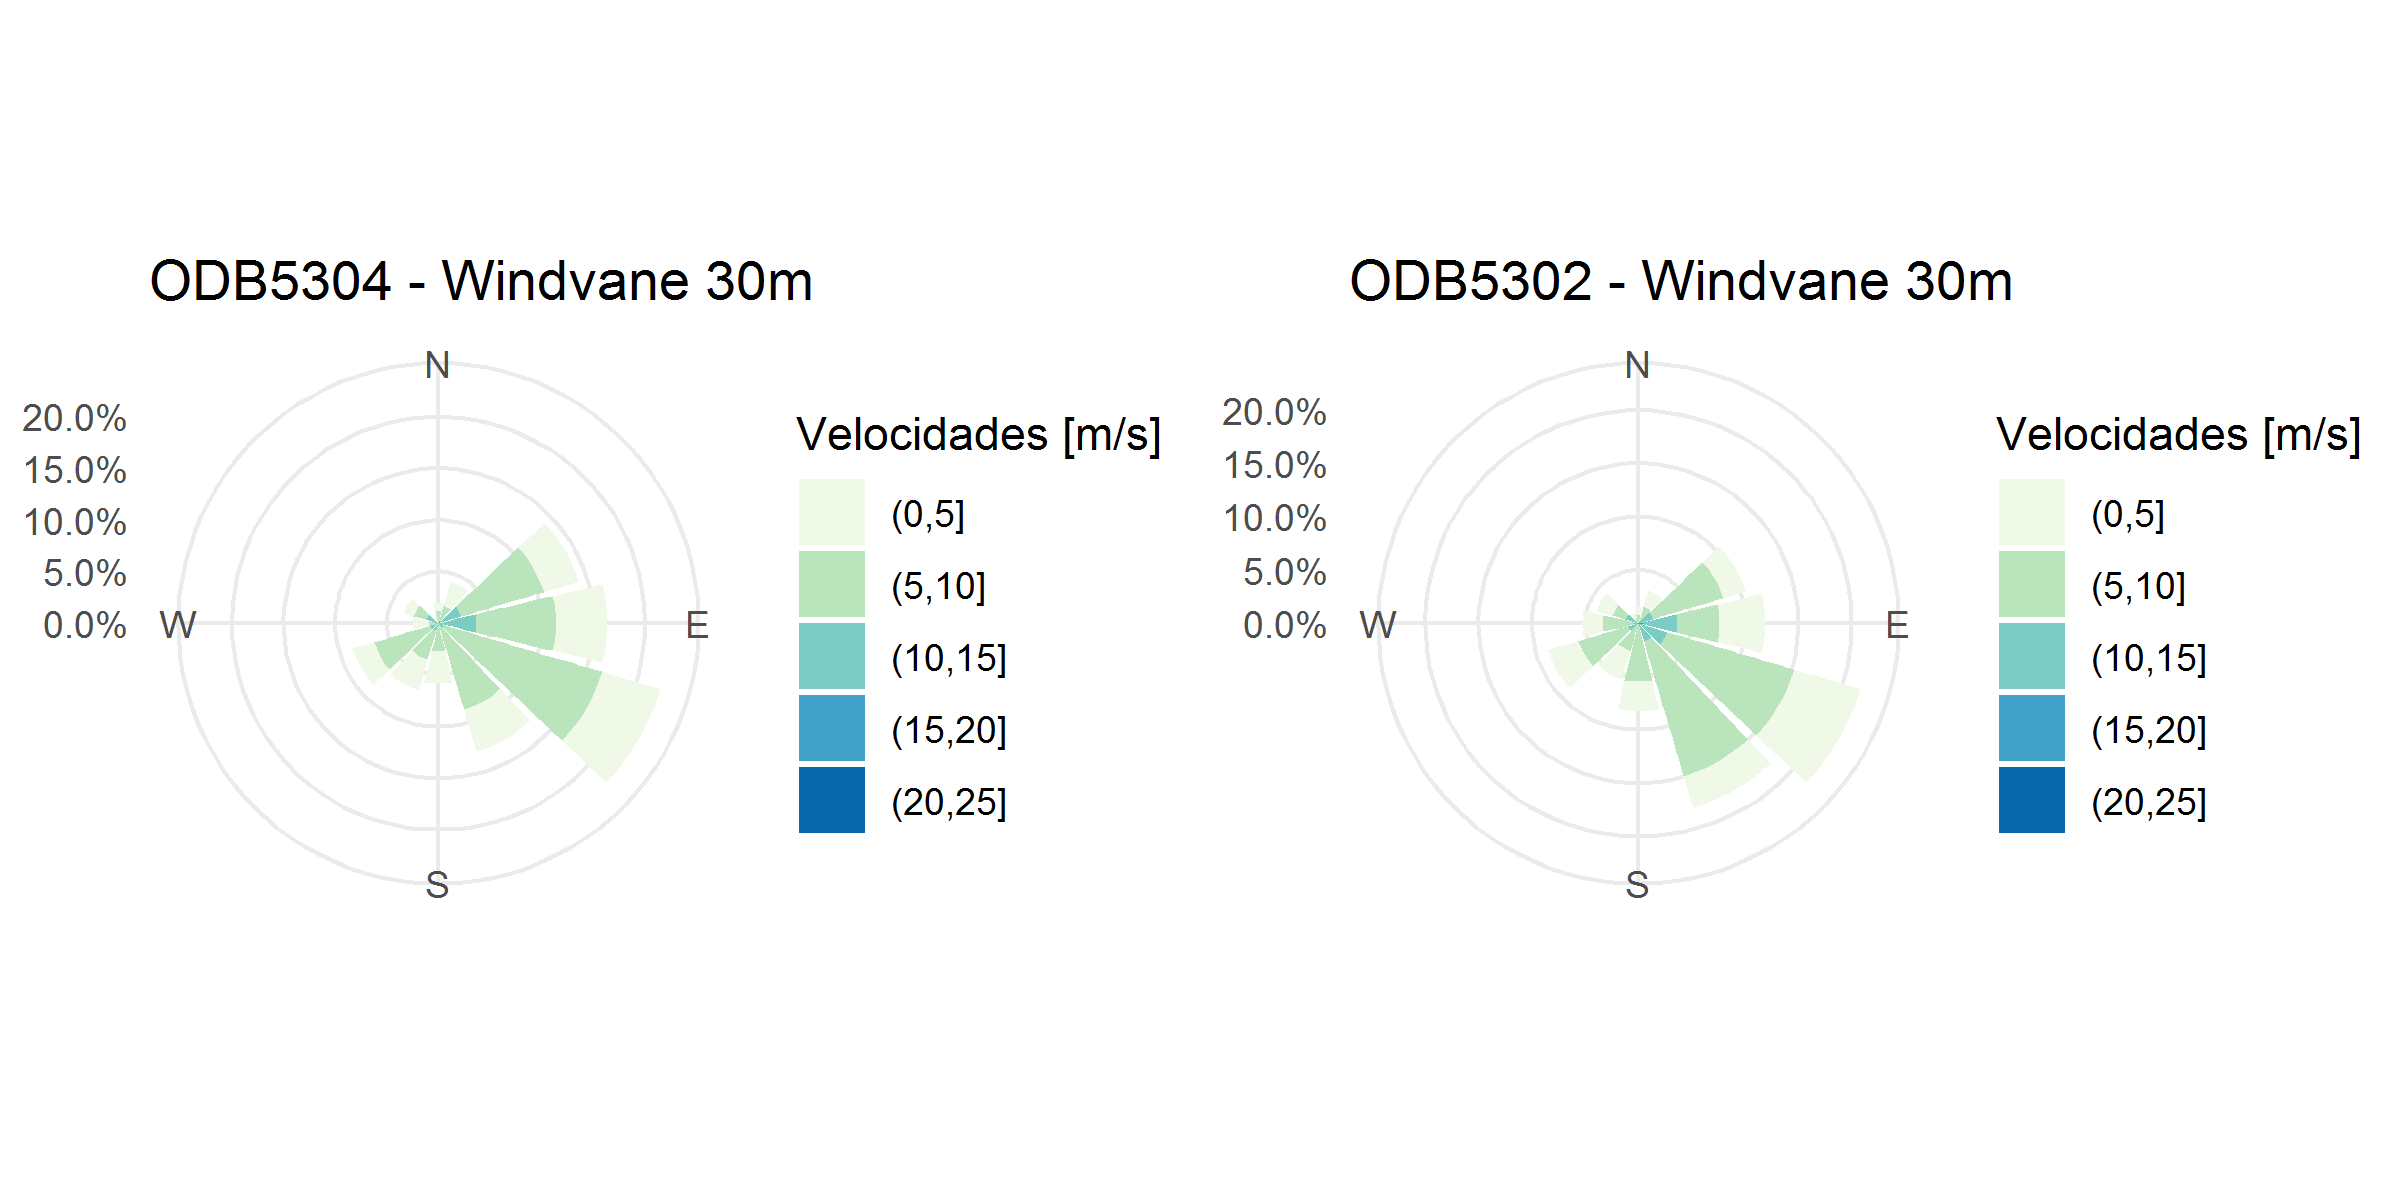 ODB5304 - Windvane 30m
N
20.0%
15.0%
10.0%
5.0%
0.0%
W
E
S
Velocidades [m/s]
(0,5]
(5,10]
(10,15]
(15,20]
(20,25]
ODB5302 - Windvane 30m
N
20.0%
15.0%
10.0%
5.0%
0.0%
W
E
S
Velocidades [m/s]
(0,5]
(5,10]
(10,15]
(15,20]
(20,25]